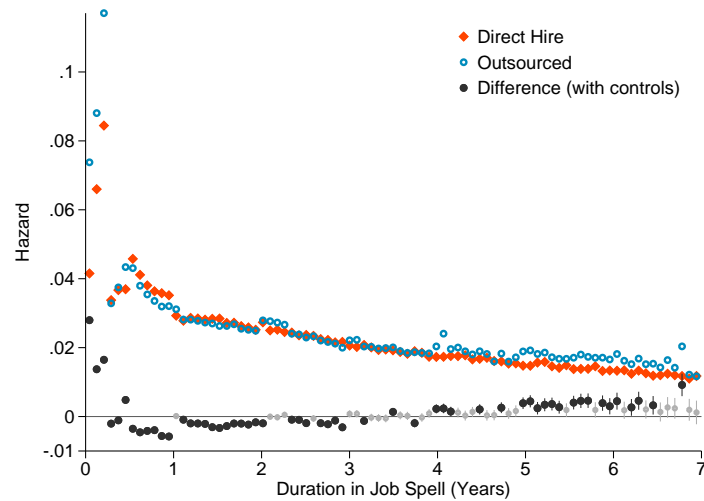 Direct Hire
Outsourced
Difference (with controls)
.1
.08
.06
.04
.02
0
-.01
Hazard
0 1 2 3 4 5 6 7
Duration in Job Spell (Years)